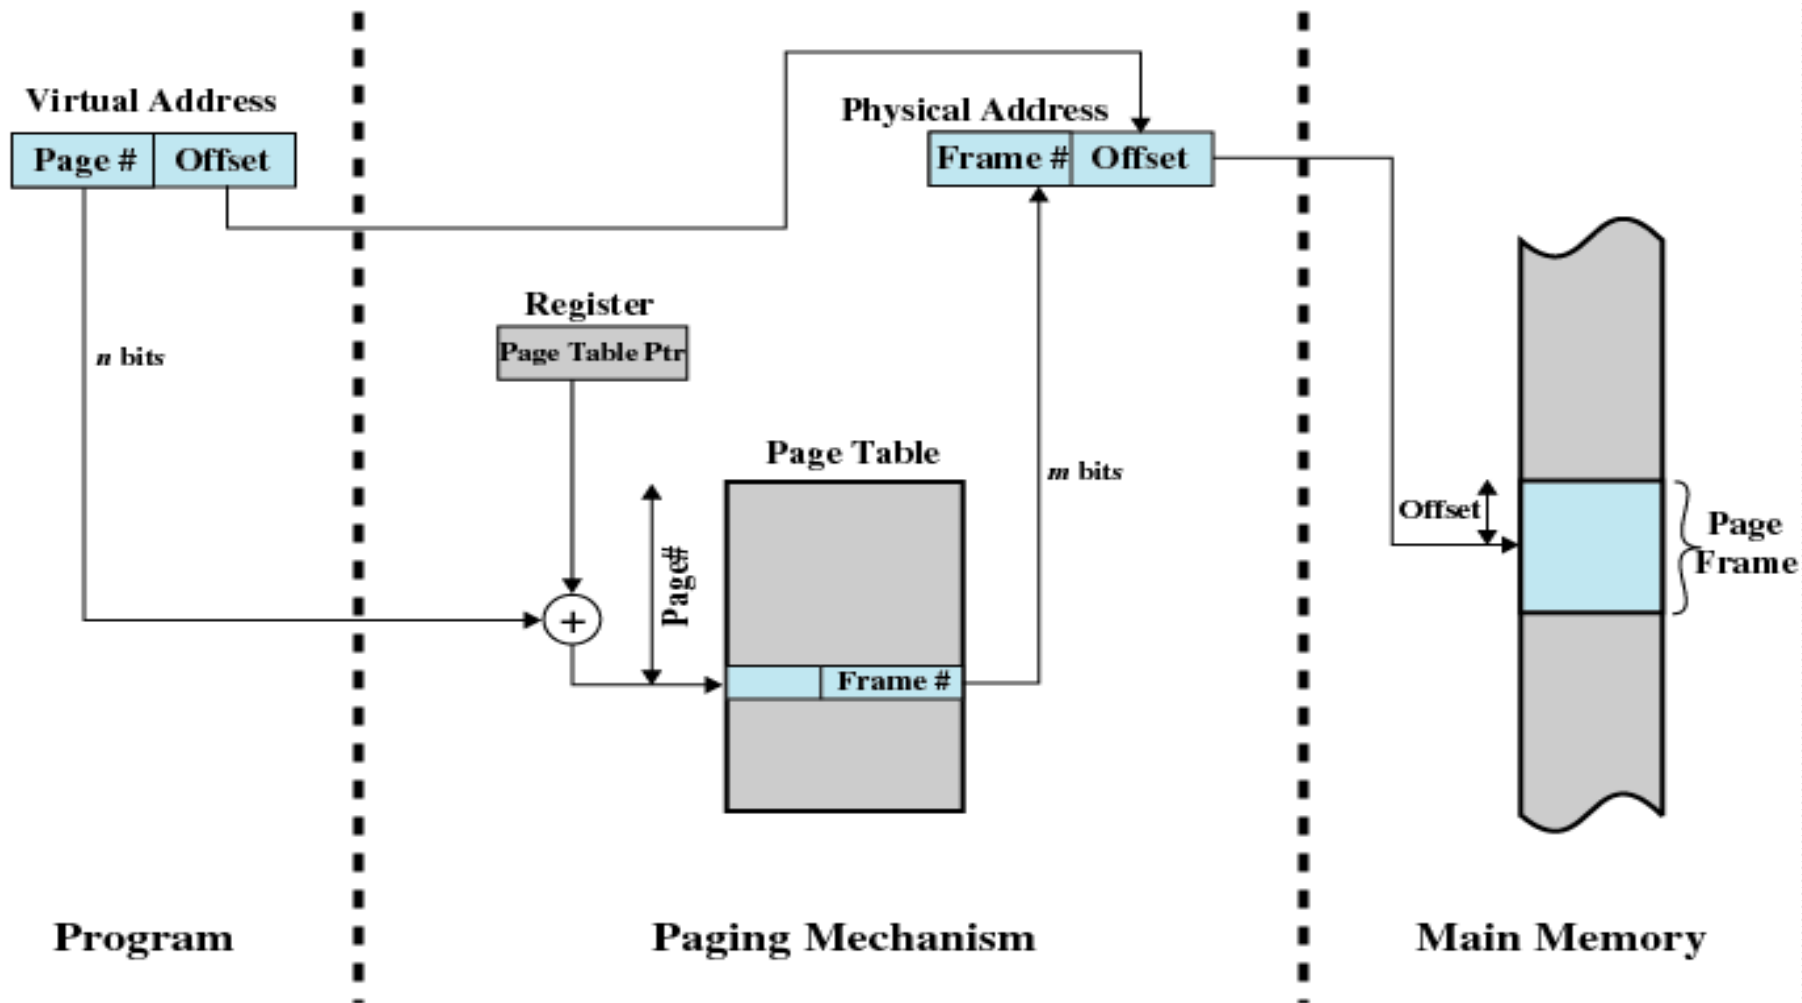 Virtual Address
Page # Offset
n bits
Physical Address
Frame # Offset
Register
Page Table Ptr
+
Page#
Page Table
Frame #
m bits
Offset
Page
Frame
Program
Paging Mechanism
Main Memory